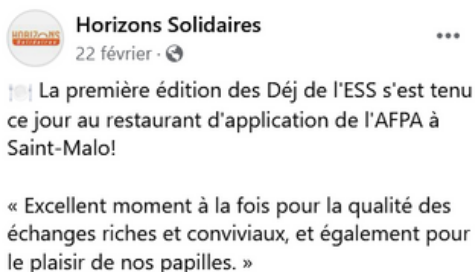 HORIZONS
Solidaires
Horizons Solidaires
22 février ·
🍽️ La première édition des Déj de l'ESS s'est tenu
ce jour au restaurant d'application de l'AFPA à
Saint-Malo!
« Excellent moment à la fois pour la qualité des
échanges riches et conviviaux, et également pour
le plaisir de nos papilles. »